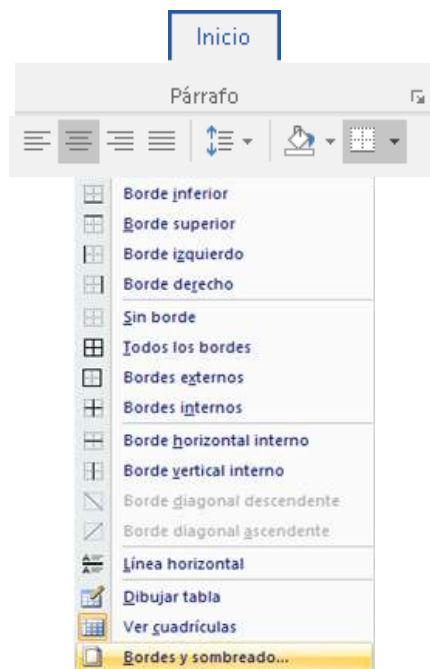 Inicio
Párrafo
Borde inferior
Borde superior
Borde izquierdo
Borde derecho
Sin borde
Todos los bordes
Bordes externos
Bordes internos
Borde horizontal interno
Borde vertical interno
Borde diagonal descendente
Borde diagonal ascendente
Línea horizontal
Dibujar tabla
Ver cuadrículas
Bordes y sombreado...